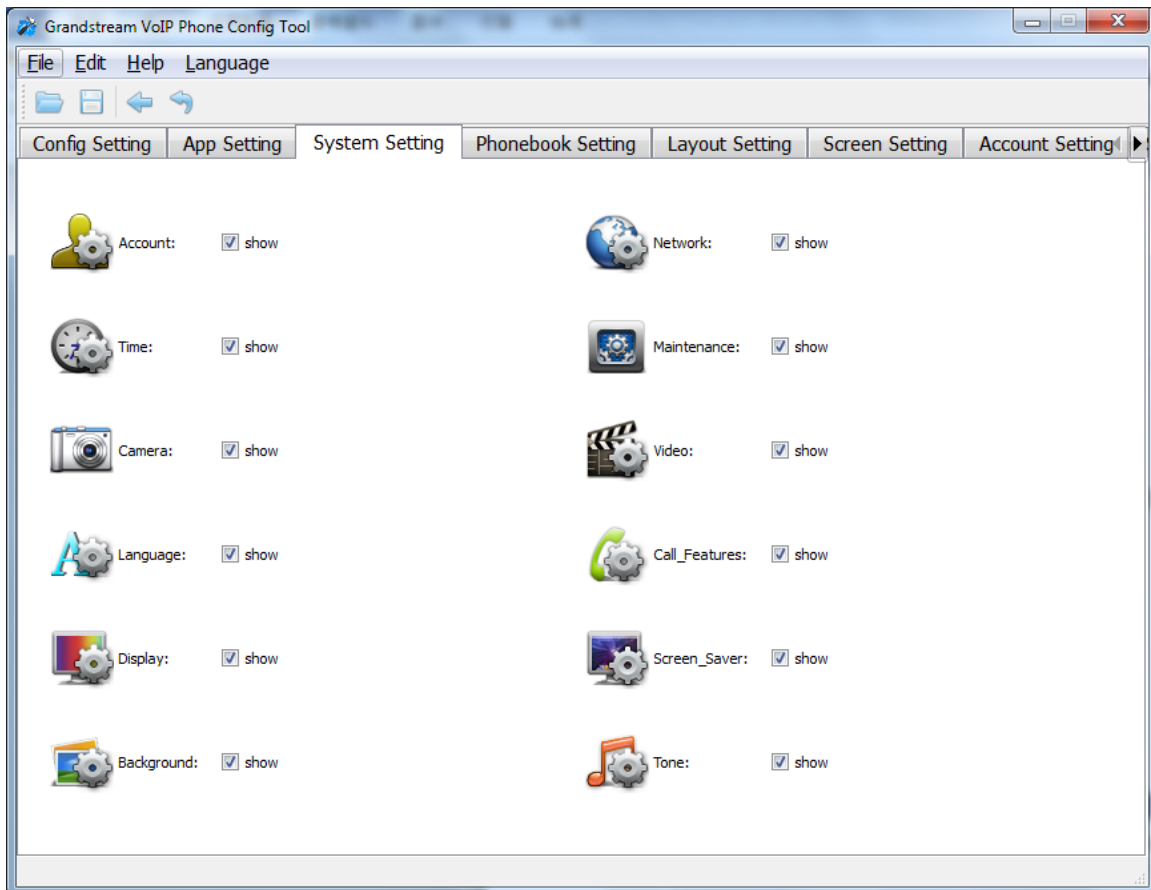 Grandstream VoIP Phone Config Tool
File Edit Help Language
Config Setting App Setting System Setting Phonebook Setting Layout Setting Screen Setting Account Setting
Account: show Network: show
Time: show Maintenance: show
Camera: show Video: show
Language: show Call_Features: show
Display: show Screen_Saver: show
Background: show Tone: show